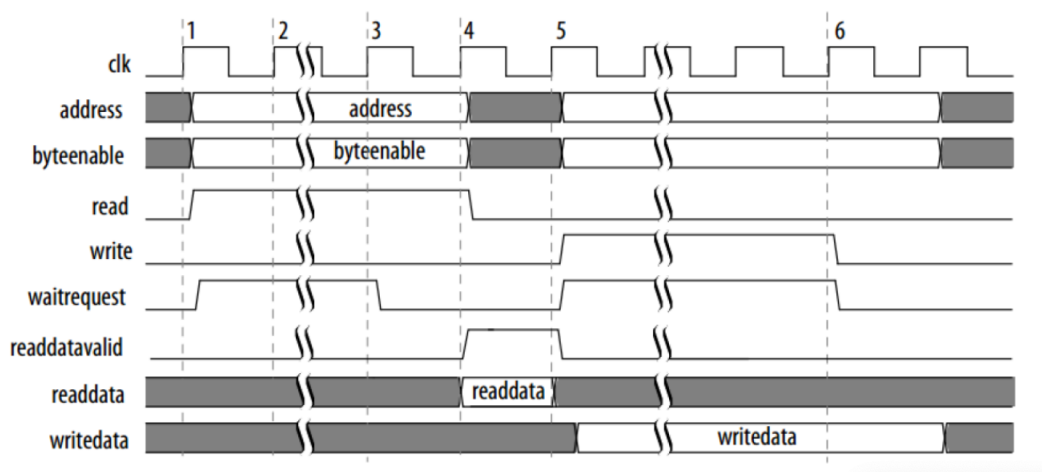 1 2 3 4 5 6
clk
address address
byteenable byteenable
read
write
waitrequest
readdatavalid
readdata readdata
writedata writedata